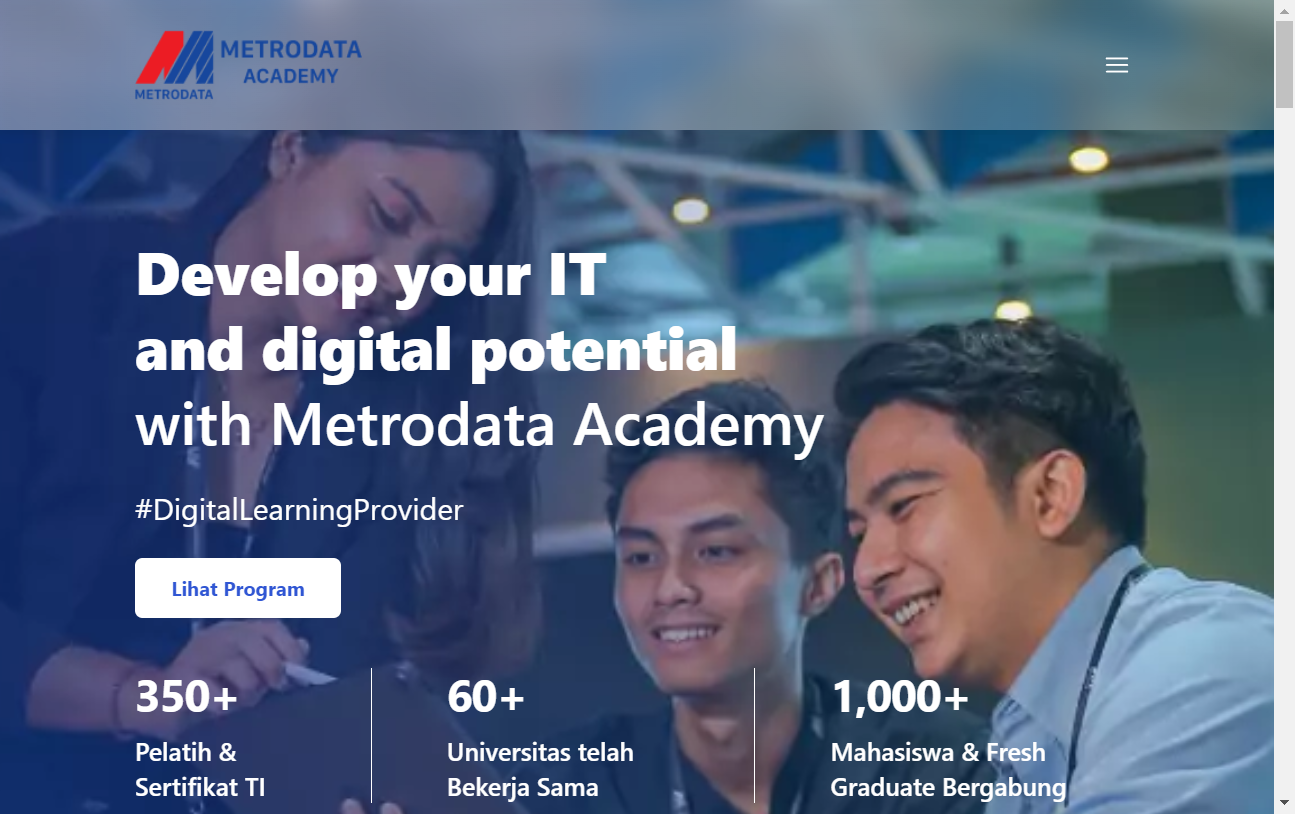 METRODATA
ACADEMY
METRODATA
Develop your IT
and digital potential
with Metrodata Academy
#DigitalLearningProvider
Lihat Program
350+
Pelatih &
Sertifikat TI
60+
Universitas telah
Bekerja Sama
1,000+
Mahasiswa & Fresh
Graduate Bergabung